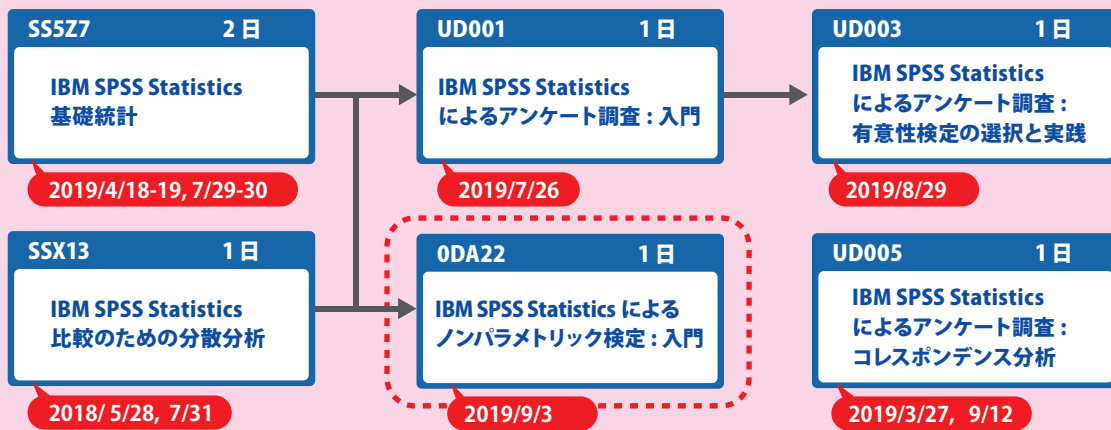 SS5Z7 2日
IBM SPSS Statistics
基礎統計
2019/4/18-19, 7/29-30
UD001 1日
IBM SPSS Statistics
によるアンケート調査:入門
2019/7/26
UD003 1日
IBM SPSS Statistics
によるアンケート調査:
有意性検定の選択と実践
2019/8/29
SSX13 1日
IBM SPSS Statistics
比較のための分散分析
2018/ 5/28, 7/31
0DA22 1日
IBM SPSS Statistics による
ノンパラメトリック検定:入門
2019/9/3
UD005 1日
IBM SPSS Statistics
によるアンケート調査:
コレスポンデンス分析
2019/3/27, 9/12